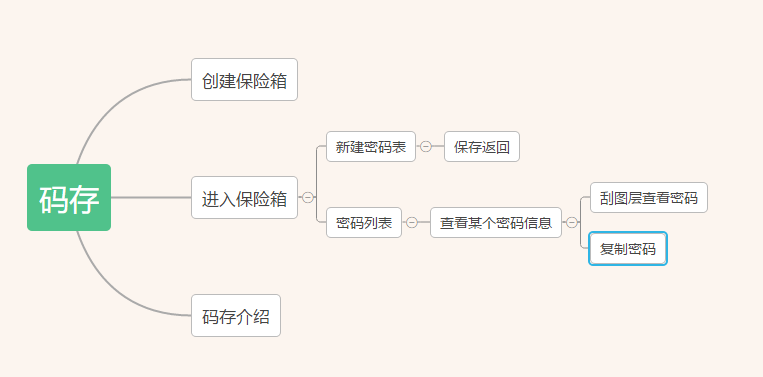 码存
创建保险箱
进入保险箱
新建密码表
保存返回
密码列表
查看某个密码信息
刮图层查看密码
复制密码
码存介绍